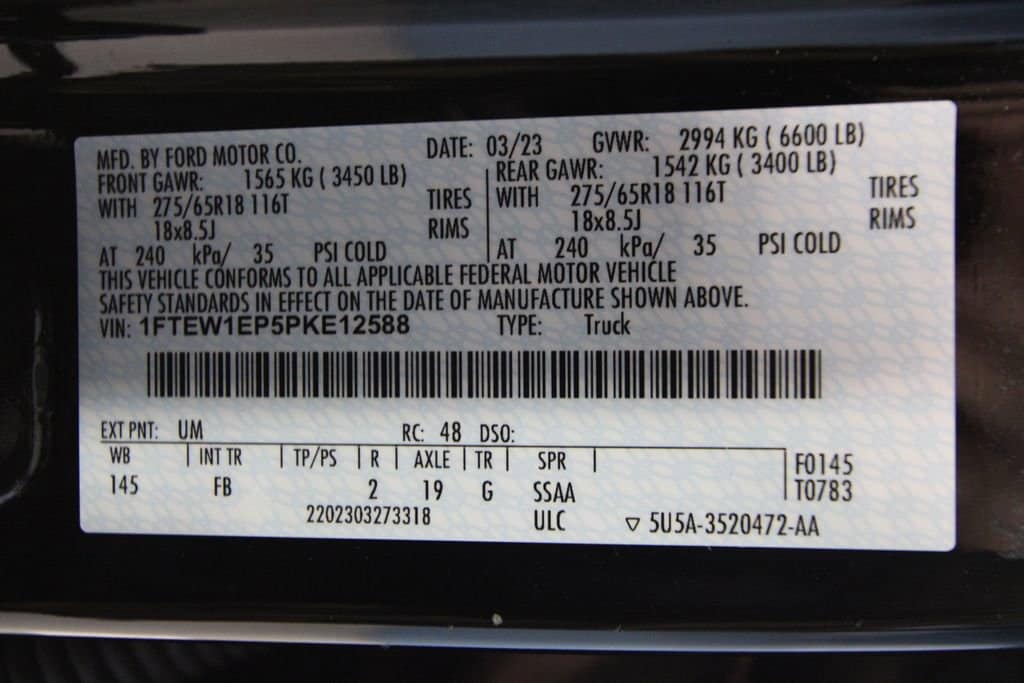 MFD. BY FORD MOTOR CO. DATE: 03/23 GVWR: 2994 KG ( 6600 LB)
FRONT GAWR: 1565 KG ( 3450 LB) REAR GAWR: 1542 KG ( 3400 LB)
WITH 275/65R18 116T TIRES WITH 275/65R18 116T TIRES
18x8.5J RIMS 18x8.5J RIMS
AT 240 kPa/ 35 PSI COLD AT 240 kPa/ 35 PSI COLD
THIS VEHICLE CONFORMS TO ALL APPLICABLE FEDERAL MOTOR VEHICLE
SAFETY STANDARDS IN EFFECT ON THE DATE OF MANUFACTURE SHOWN ABOVE.
VIN: 1FTEW1EP5PKE12588 TYPE: Truck
EXT PNT: UM RC: 48 DSO:
WB INT TR TP/PS R AXLE TR SPR F0145
145 FB 2 19 G SSAA T0783
2202303273318 ULC ▽ 5U5A-3520472-AA